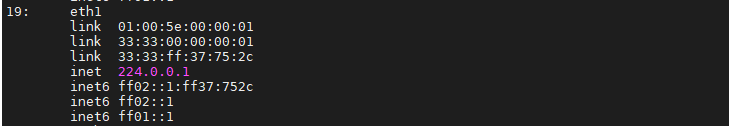 19:     eth1
        link  01:00:5e:00:00:01
        link  33:33:00:00:00:01
        link  33:33:ff:37:75:2c
        inet  224.0.0.1
        inet6 ff02::1:ff37:752c
        inet6 ff02::1
        inet6 ff01::1